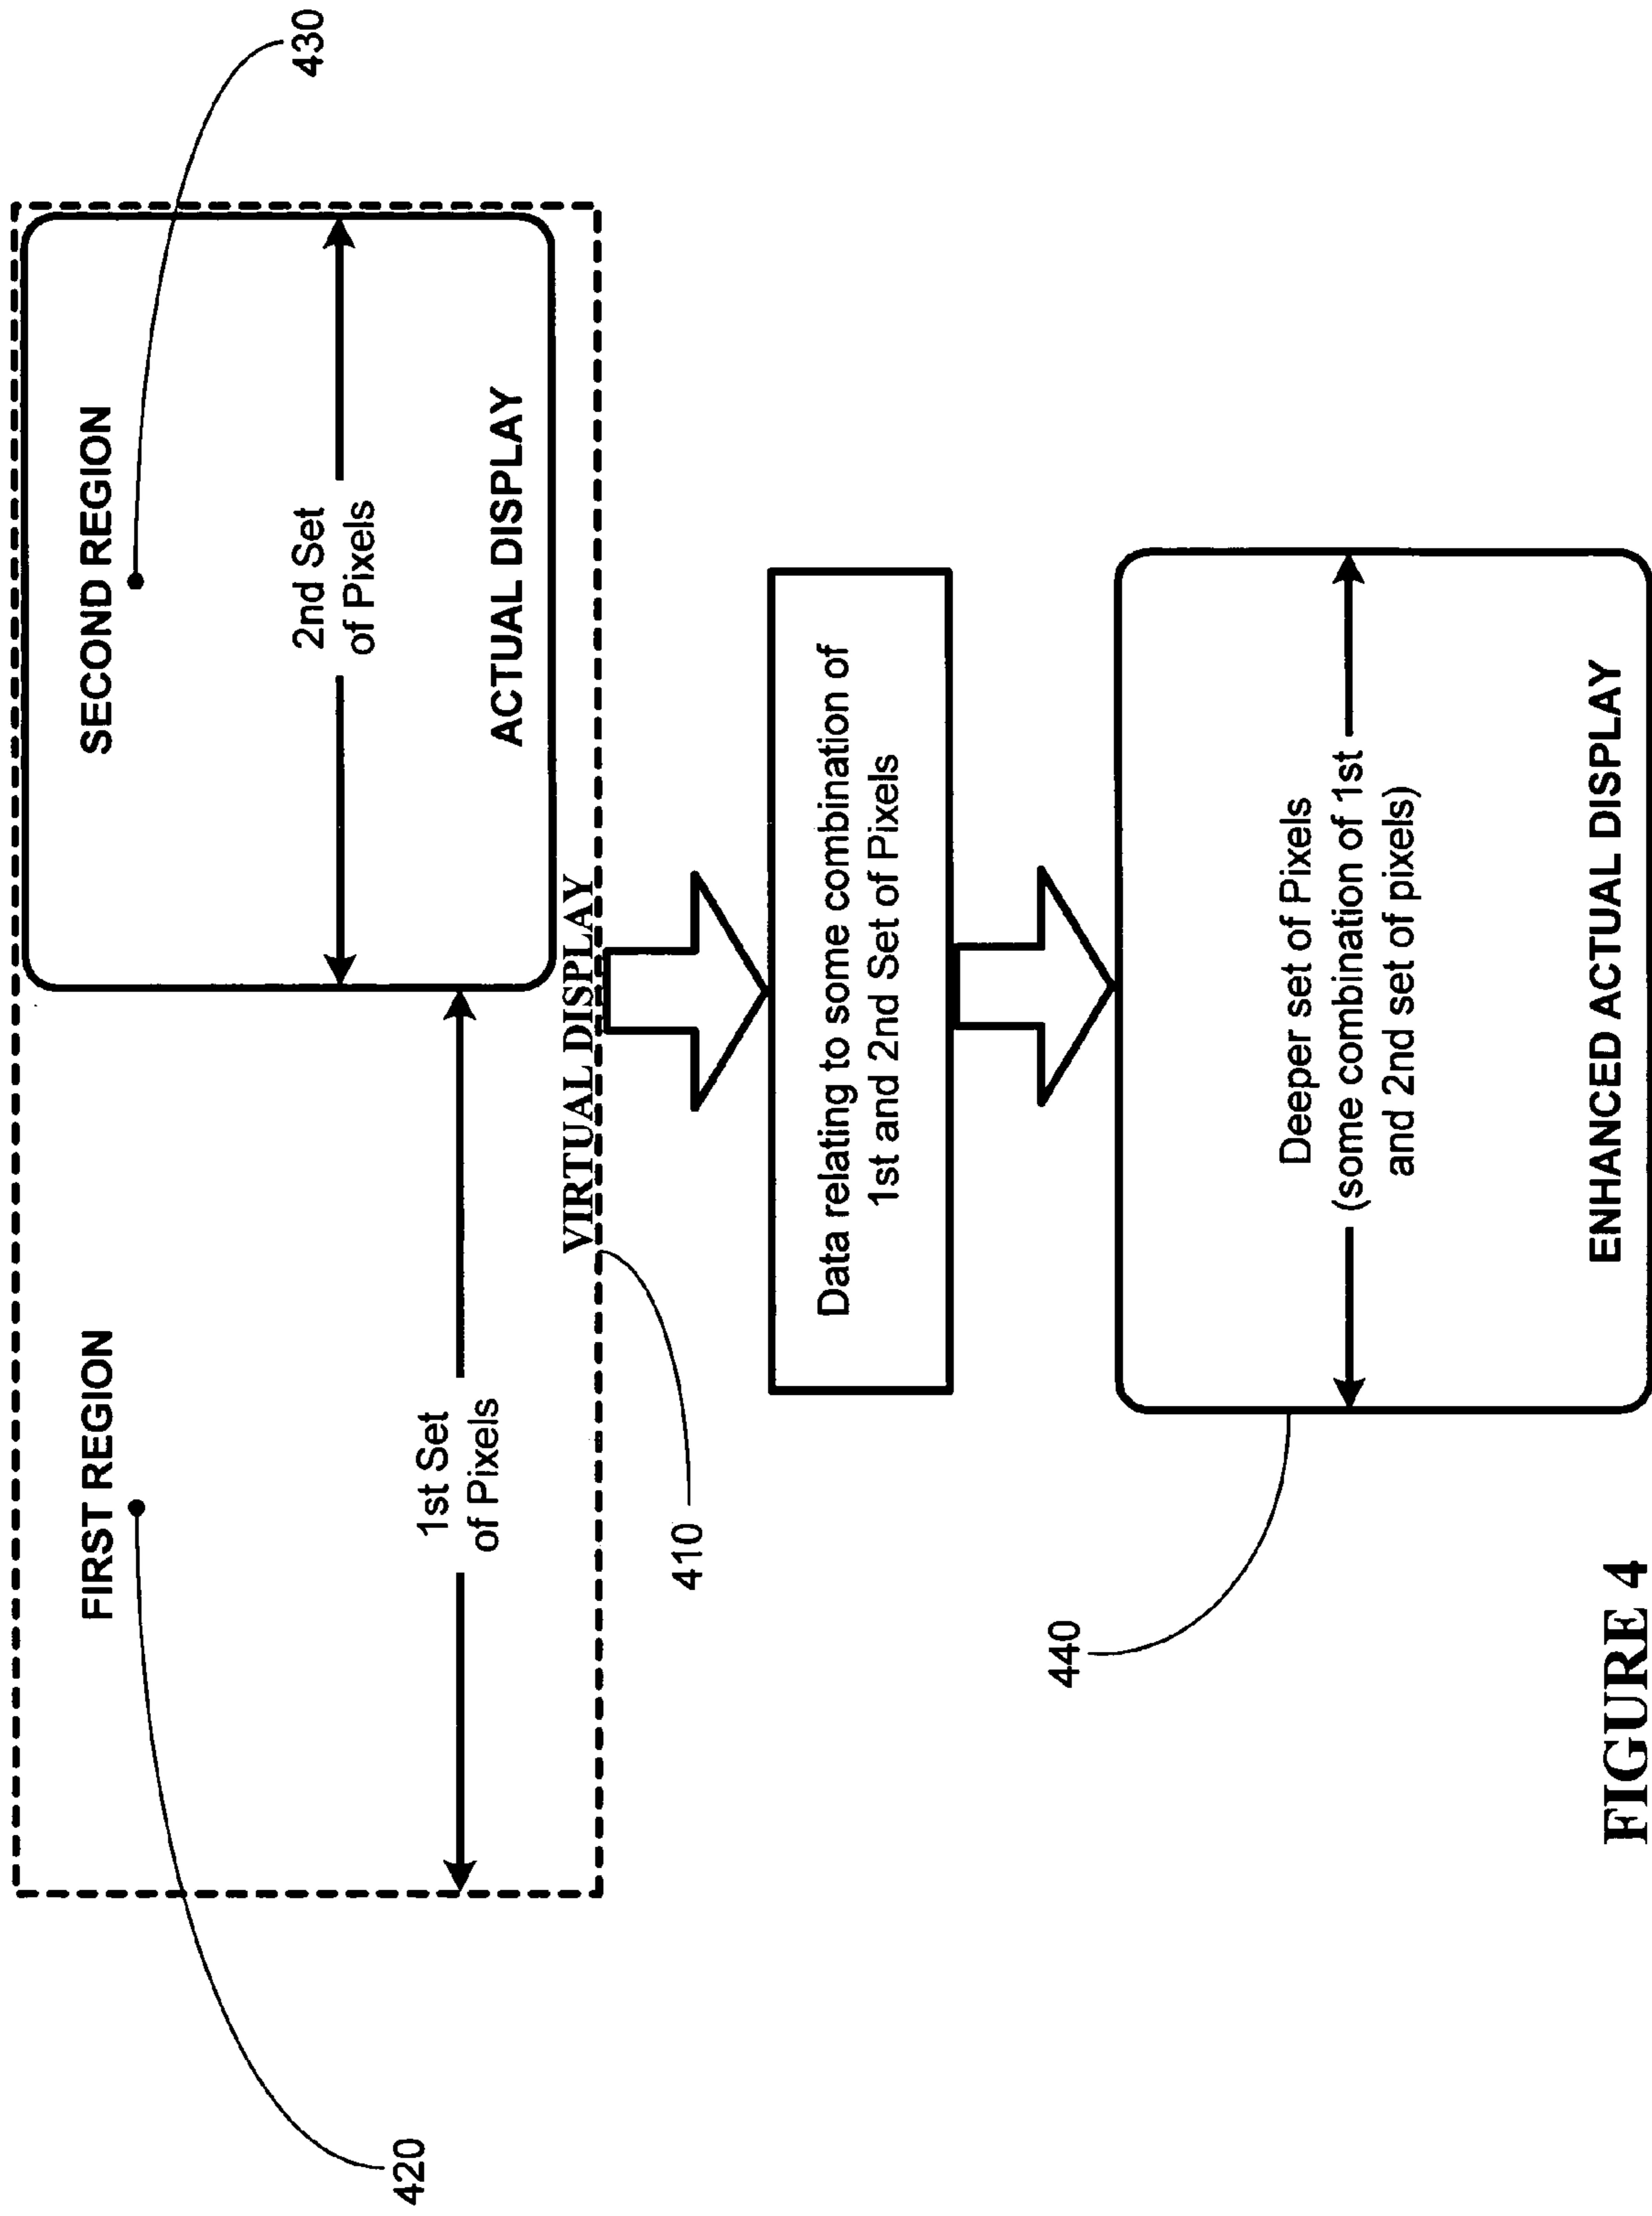 430
FIRST REGION
SECOND REGION
2nd Set
of Pixels
1st Set
of Pixels
420
ACTUAL DISPLAY
VIRTUAL DISPLAY
410
Data relating to some combination of
1st and 2nd Set of Pixels
440
Deeper set of Pixels
(some combination of 1st
and 2nd set of pixels)
ENHANCED ACTUAL DISPLAY
FIGURE 4